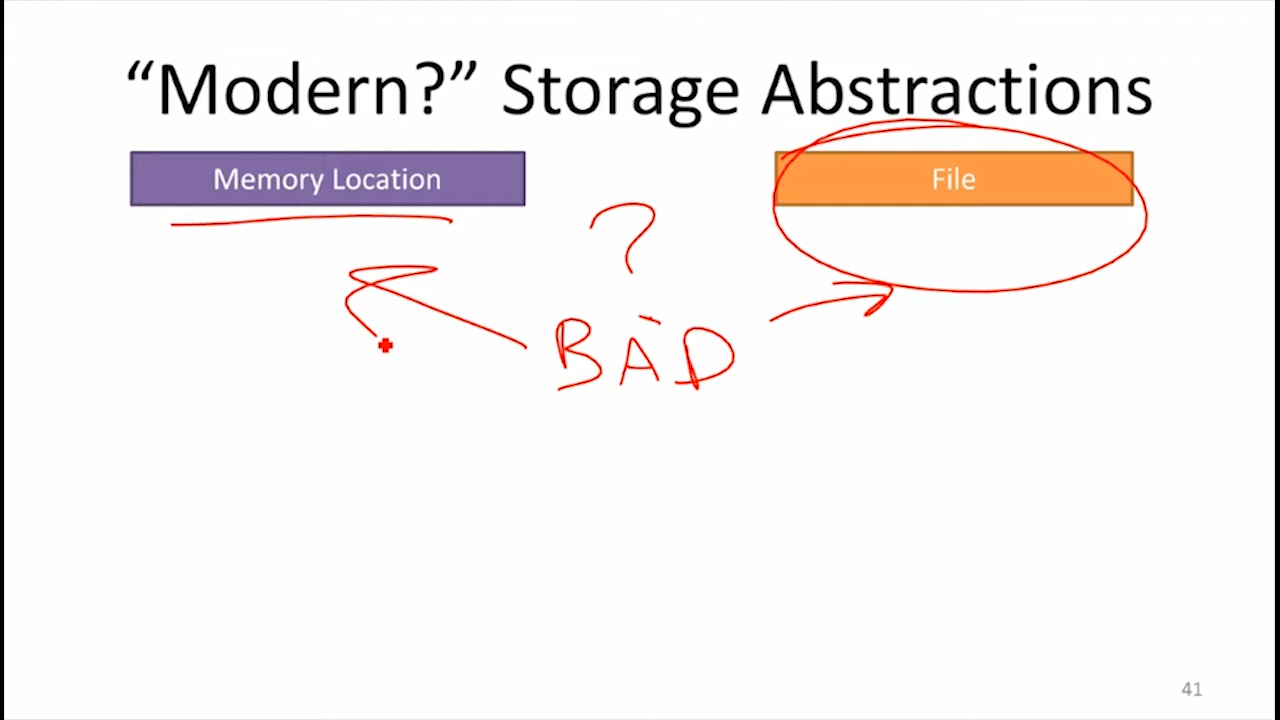 “Modern?” Storage Abstractions
Memory Location
File
?
BAD
41